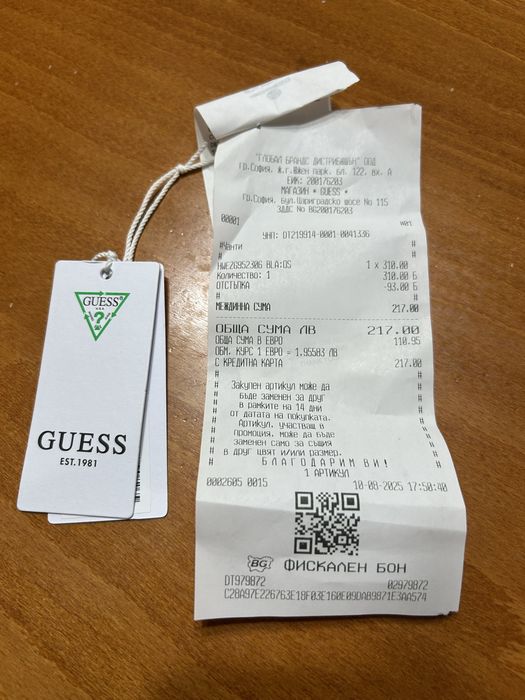 GUESS
U.S.A.
?
GUESS
EST.1981
"ГЛОБАЛ БРАНДС ДИСТРИБЮШЪН" ООД
гр.София, ж.г.Южен парк, бл. 122, вх. А
ЕИК: 200176203
МАГАЗИН * GUESS *
гр.София, бул.Цариградско шосе No 115
ЗДДС No BG200176203
00001 #01
УНП: DT219914-0001-0041336
#Чанти #
# #
HWEZ6952306 BLA:OS 1 x 310.00
Количество: 1 310.00 Б
ОТСТЪПКА -93.00 Б
МЕЖДИННА СУМА 217.00
ОБЩА СУМА ЛВ 217.00
ОБЩА СУМА В ЕВРО 110.95
ОБМ. КУРС 1 ЕВРО = 1.95583 ЛВ
С КРЕДИТНА КАРТА 217.00
# #
# Закупен артикул може да #
# бъде заменен за друг #
# в рамките на 14 дни #
# от датата на покупката. #
# Артикул, участващ в #
# промоция, може да бъде #
# заменен само за същия #
# в друг цвят и/или размер. #
# БЛАГОДАРИМ ВИ! #
1 АРТИКУЛ
0002605 0015 10-08-2025 17:50:40
BG ФИСКАЛЕН БОН
DT979872 02979872
C28A97E226763E18F03E160E09DAB9871E3AA574